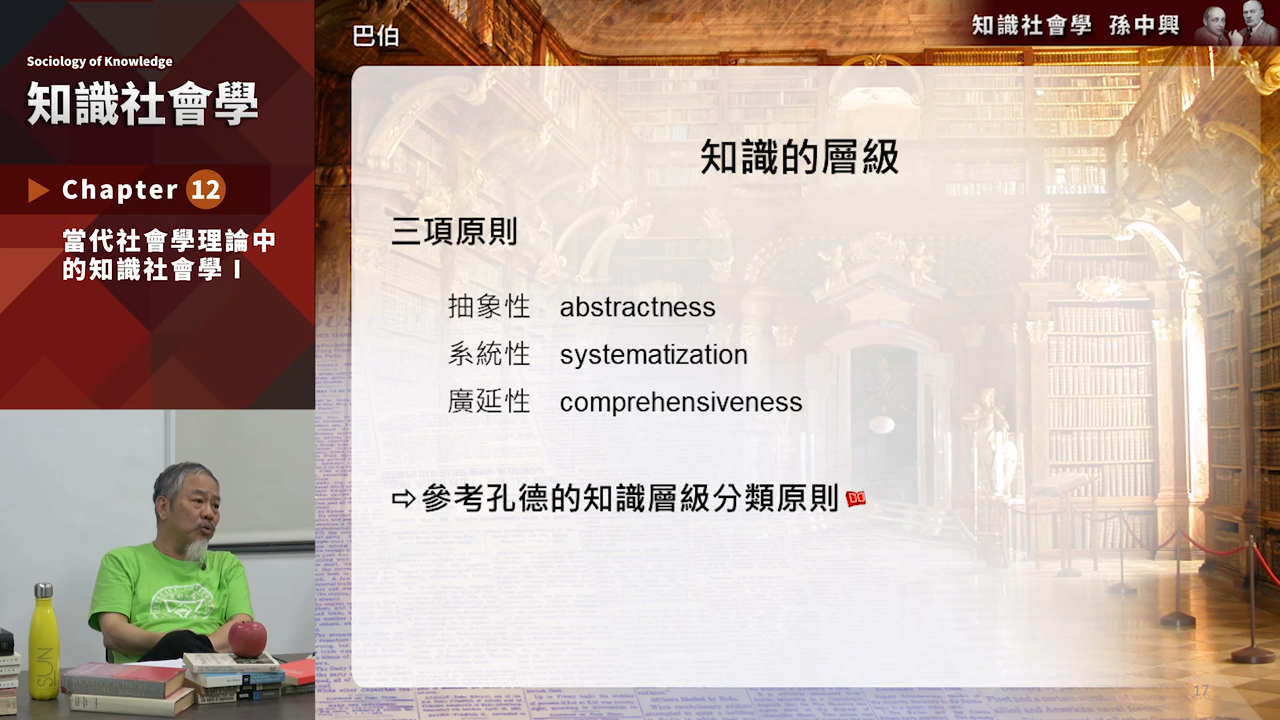 Sociology of Knowledge
知識社會學
Chapter 12
當代社會學理論中
的知識社會學 I
巴伯
知識社會學 孫中興
知識的層級
三項原則
抽象性 abstractness
系統性 systematization
廣延性 comprehensiveness
⇨參考孔德的知識層級分類原則
17
SUN